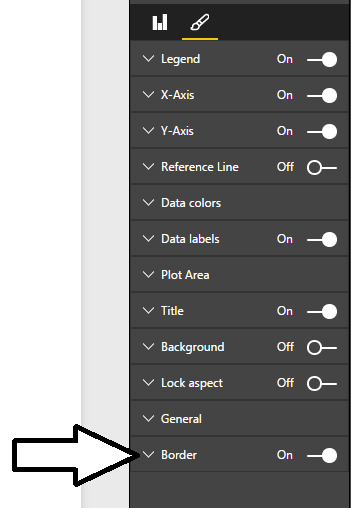 Legend On
X-Axis On
Y-Axis On
Reference Line Off
Data colors
Data labels On
Plot Area
Title On
Background Off
Lock aspect Off
General
Border On